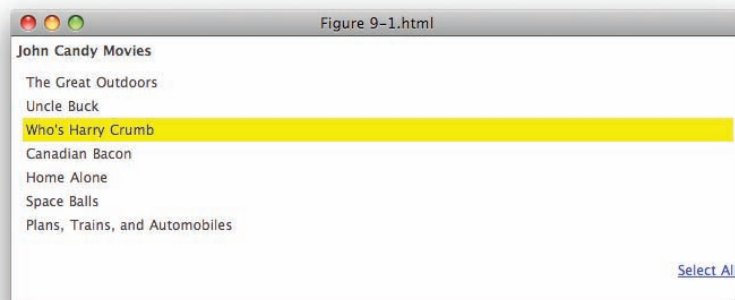 Figure 9-1.html
John Candy Movies
The Great Outdoors
Uncle Buck
Who's Harry Crumb
Canadian Bacon
Home Alone
Space Balls
Plans, Trains, and Automobiles
Select All